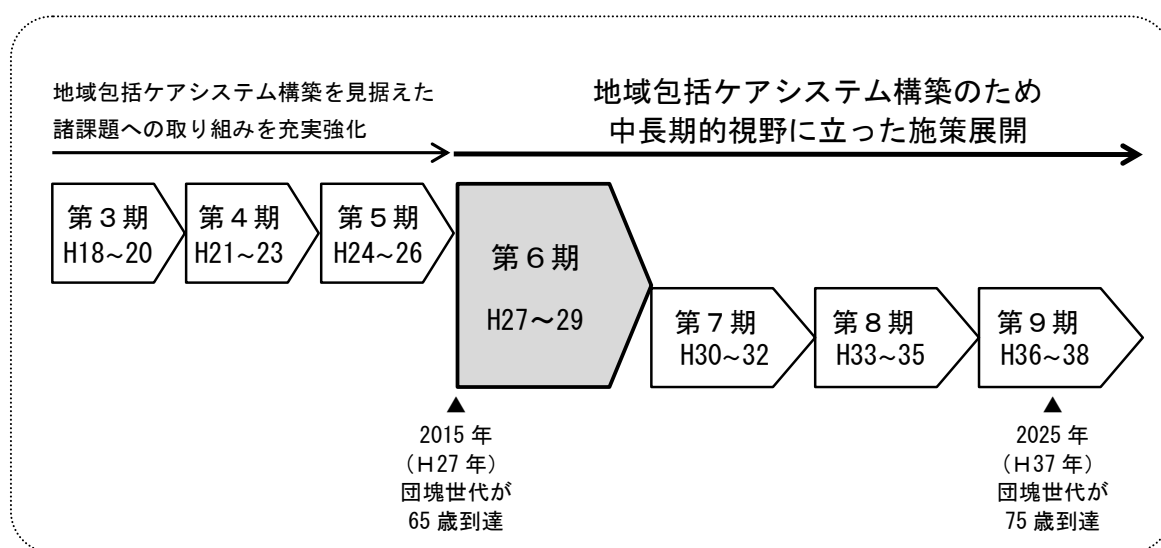 地域包括ケアシステム構築を見据えた
諸課題への取り組みを充実強化
地域包括ケアシステム構築のため
中長期的視野に立った施策展開
第３期
H18~20
第４期
H21~23
第５期
H24~26
第６期
H27～29
第７期
H30~32
第８期
H33~35
第９期
H36~38
▲
2015 年
（Ｈ27 年）
団塊世代が
65 歳到達
▲
2025 年
（Ｈ37 年）
団塊世代が
75 歳到達